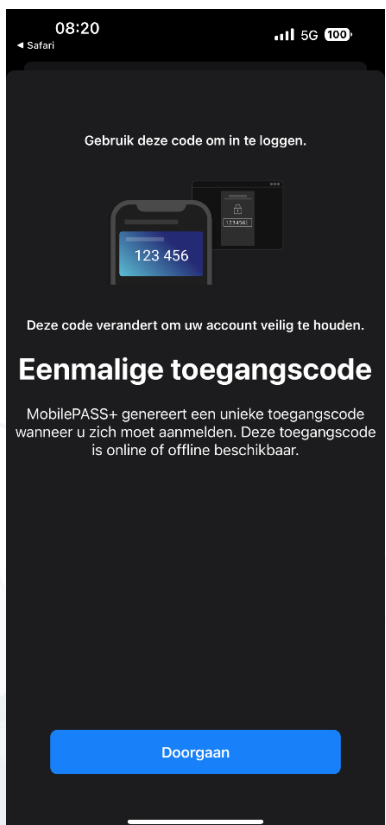 08:20
5G 100
◀ Safari
Gebruik deze code om in te loggen.
123 456
Deze code verandert om uw account veilig te houden.
Eenmalige toegangscode
MobilePASS+ genereert een unieke toegangscode
wanneer u zich moet aanmelden. Deze toegangscode
is online of offline beschikbaar.
Doorgaan